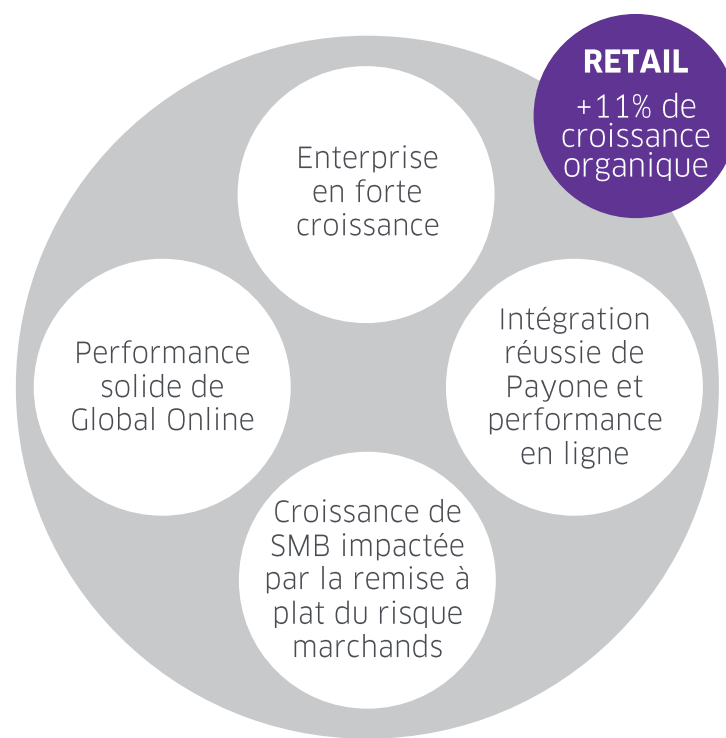 RETAIL
+11% de
croissance
organique
Enterprise
en forte
croissance
Performance
solide de
Global Online
Intégration
réussie de
Payone et
performance
en ligne
Croissance de
SMB impactée
par la remise à
plat du risque
marchands